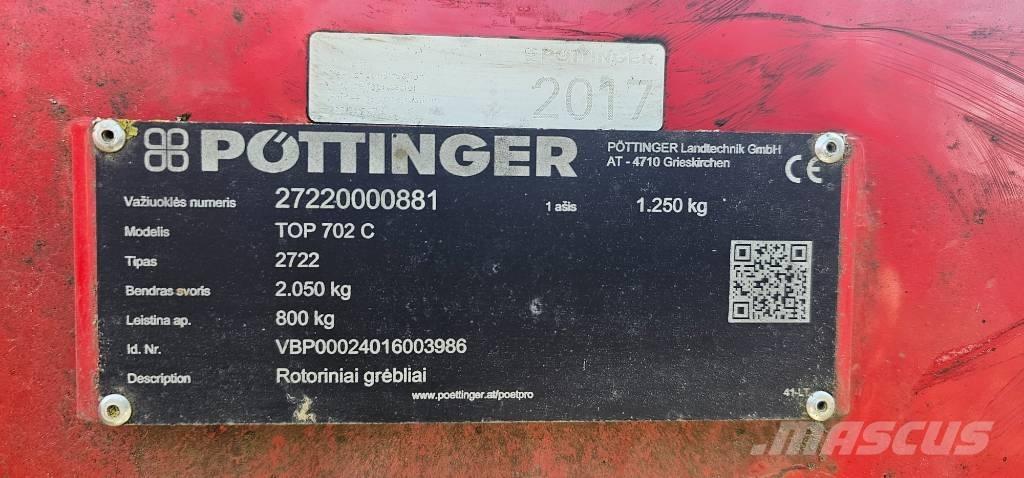 PÖTTINGER
2017
PÖTTINGER
PÖTTINGER Landtechnik GmbH
AT - 4710 Grieskirchen
CE
Važiuoklės numeris 27220000881 1 ašis 1.250 kg
Modelis TOP 702 C
Tipas 2722
Bendras svoris 2.050 kg
Leistina ap. 800 kg
Id. Nr. VBP00024016003986
Description Rotoriniai grėbliai
www.poettinger.at/poetpro
41-LT
MASCUS